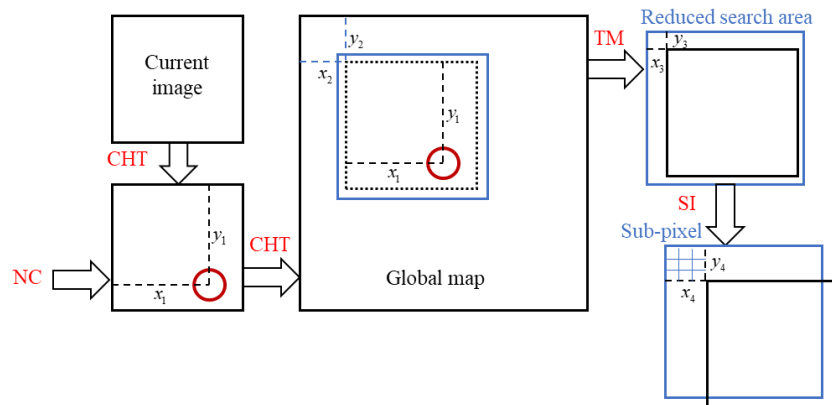 Current
image
CHT
NC
y1
x1
CHT
y2
x2
y1
x1
Global map
TM
Reduced search area
y3
x3
SI
Sub-pixel
y4
x4